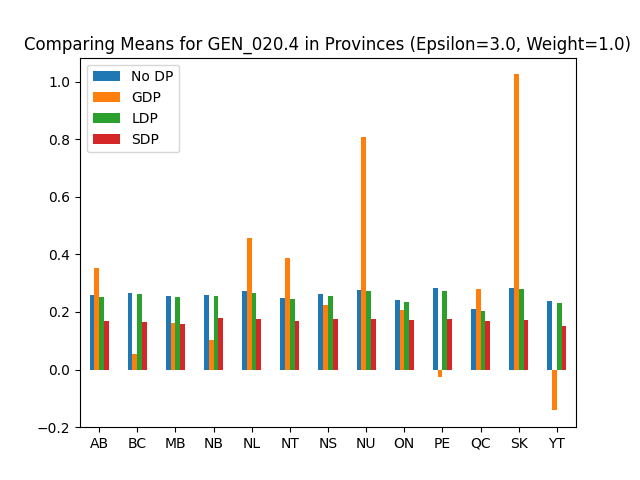 Comparing Means for GEN_020.4 in Provinces (Epsilon=3.0, Weight=1.0)
No DP
GDP
LDP
SDP
1.0
0.8
0.6
0.4
0.2
0.0
−0.2
AB BC MB NB NL NT NS NU ON PE QC SK YT